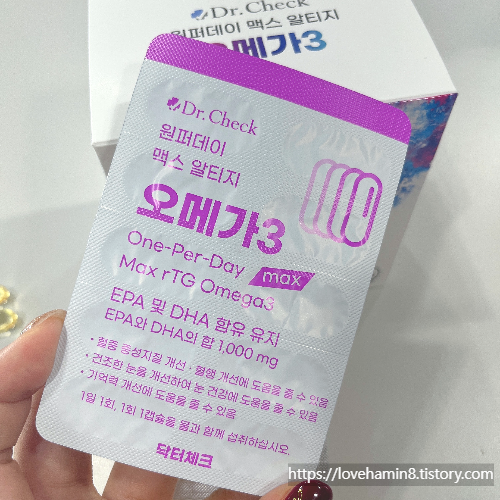 Dr. Check
원퍼데이 맥스 알티지
오메가3
Dr. Check
원퍼데이
맥스 알티지
오메가3
One-Per-Day
Max rTG Omega3
max
EPA 및 DHA 함유 유지
EPA와 DHA의 합 1,000 mg
• 혈중 중성지질 개선 · 혈행 개선에 도움을 줄 수 있음
• 건조한 눈을 개선하여 눈 건강에 도움을 줄 수 있음
• 기억력 개선에 도움을 줄 수 있음
1일 1회, 1회 1캡슐을 물과 함께 섭취하십시오.
닥터체크
https://lovehamin8.tistory.com